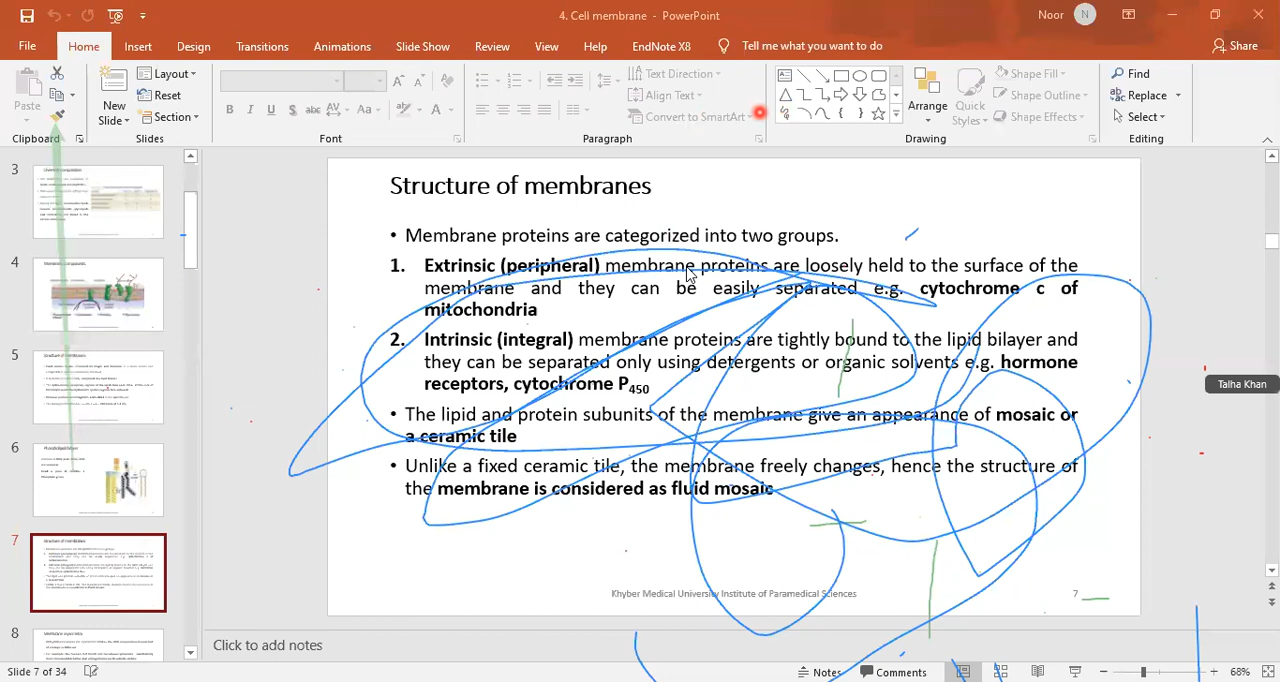 4. Cell membrane - PowerPoint
Noor N
File Home Insert Design Transitions Animations Slide Show Review View Help EndNote X8 Tell me what you want to do Share
Paste
Clipboard
New Slide
Layout
Reset
Section
Slides
B I U S abc AV Aa A
Font
Text Direction
Align Text
Convert to SmartArt
Paragraph
Arrange
Quick Styles
Shape Fill
Shape Outline
Shape Effects
Drawing
Find
Replace
Select
Editing
3
4
5
6
7
8
Structure of membranes
• Membrane proteins are categorized into two groups.
1. Extrinsic (peripheral) membrane proteins are loosely held to the surface of the
membrane and they can be easily separated e.g. cytochrome c of
mitochondria
2. Intrinsic (integral) membrane proteins are tightly bound to the lipid bilayer and
they can be separated only using detergents or organic solvents e.g. hormone
receptors, cytochrome P450
• The lipid and protein subunits of the membrane give an appearance of mosaic or
a ceramic tile
• Unlike a fixed ceramic tile, the membrane freely changes, hence the structure of
the membrane is considered as fluid mosaic
Khyber Medical University Institute of Paramedical Sciences 7
Talha Khan
Click to add notes
Slide 7 of 34 Notes Comments 68%